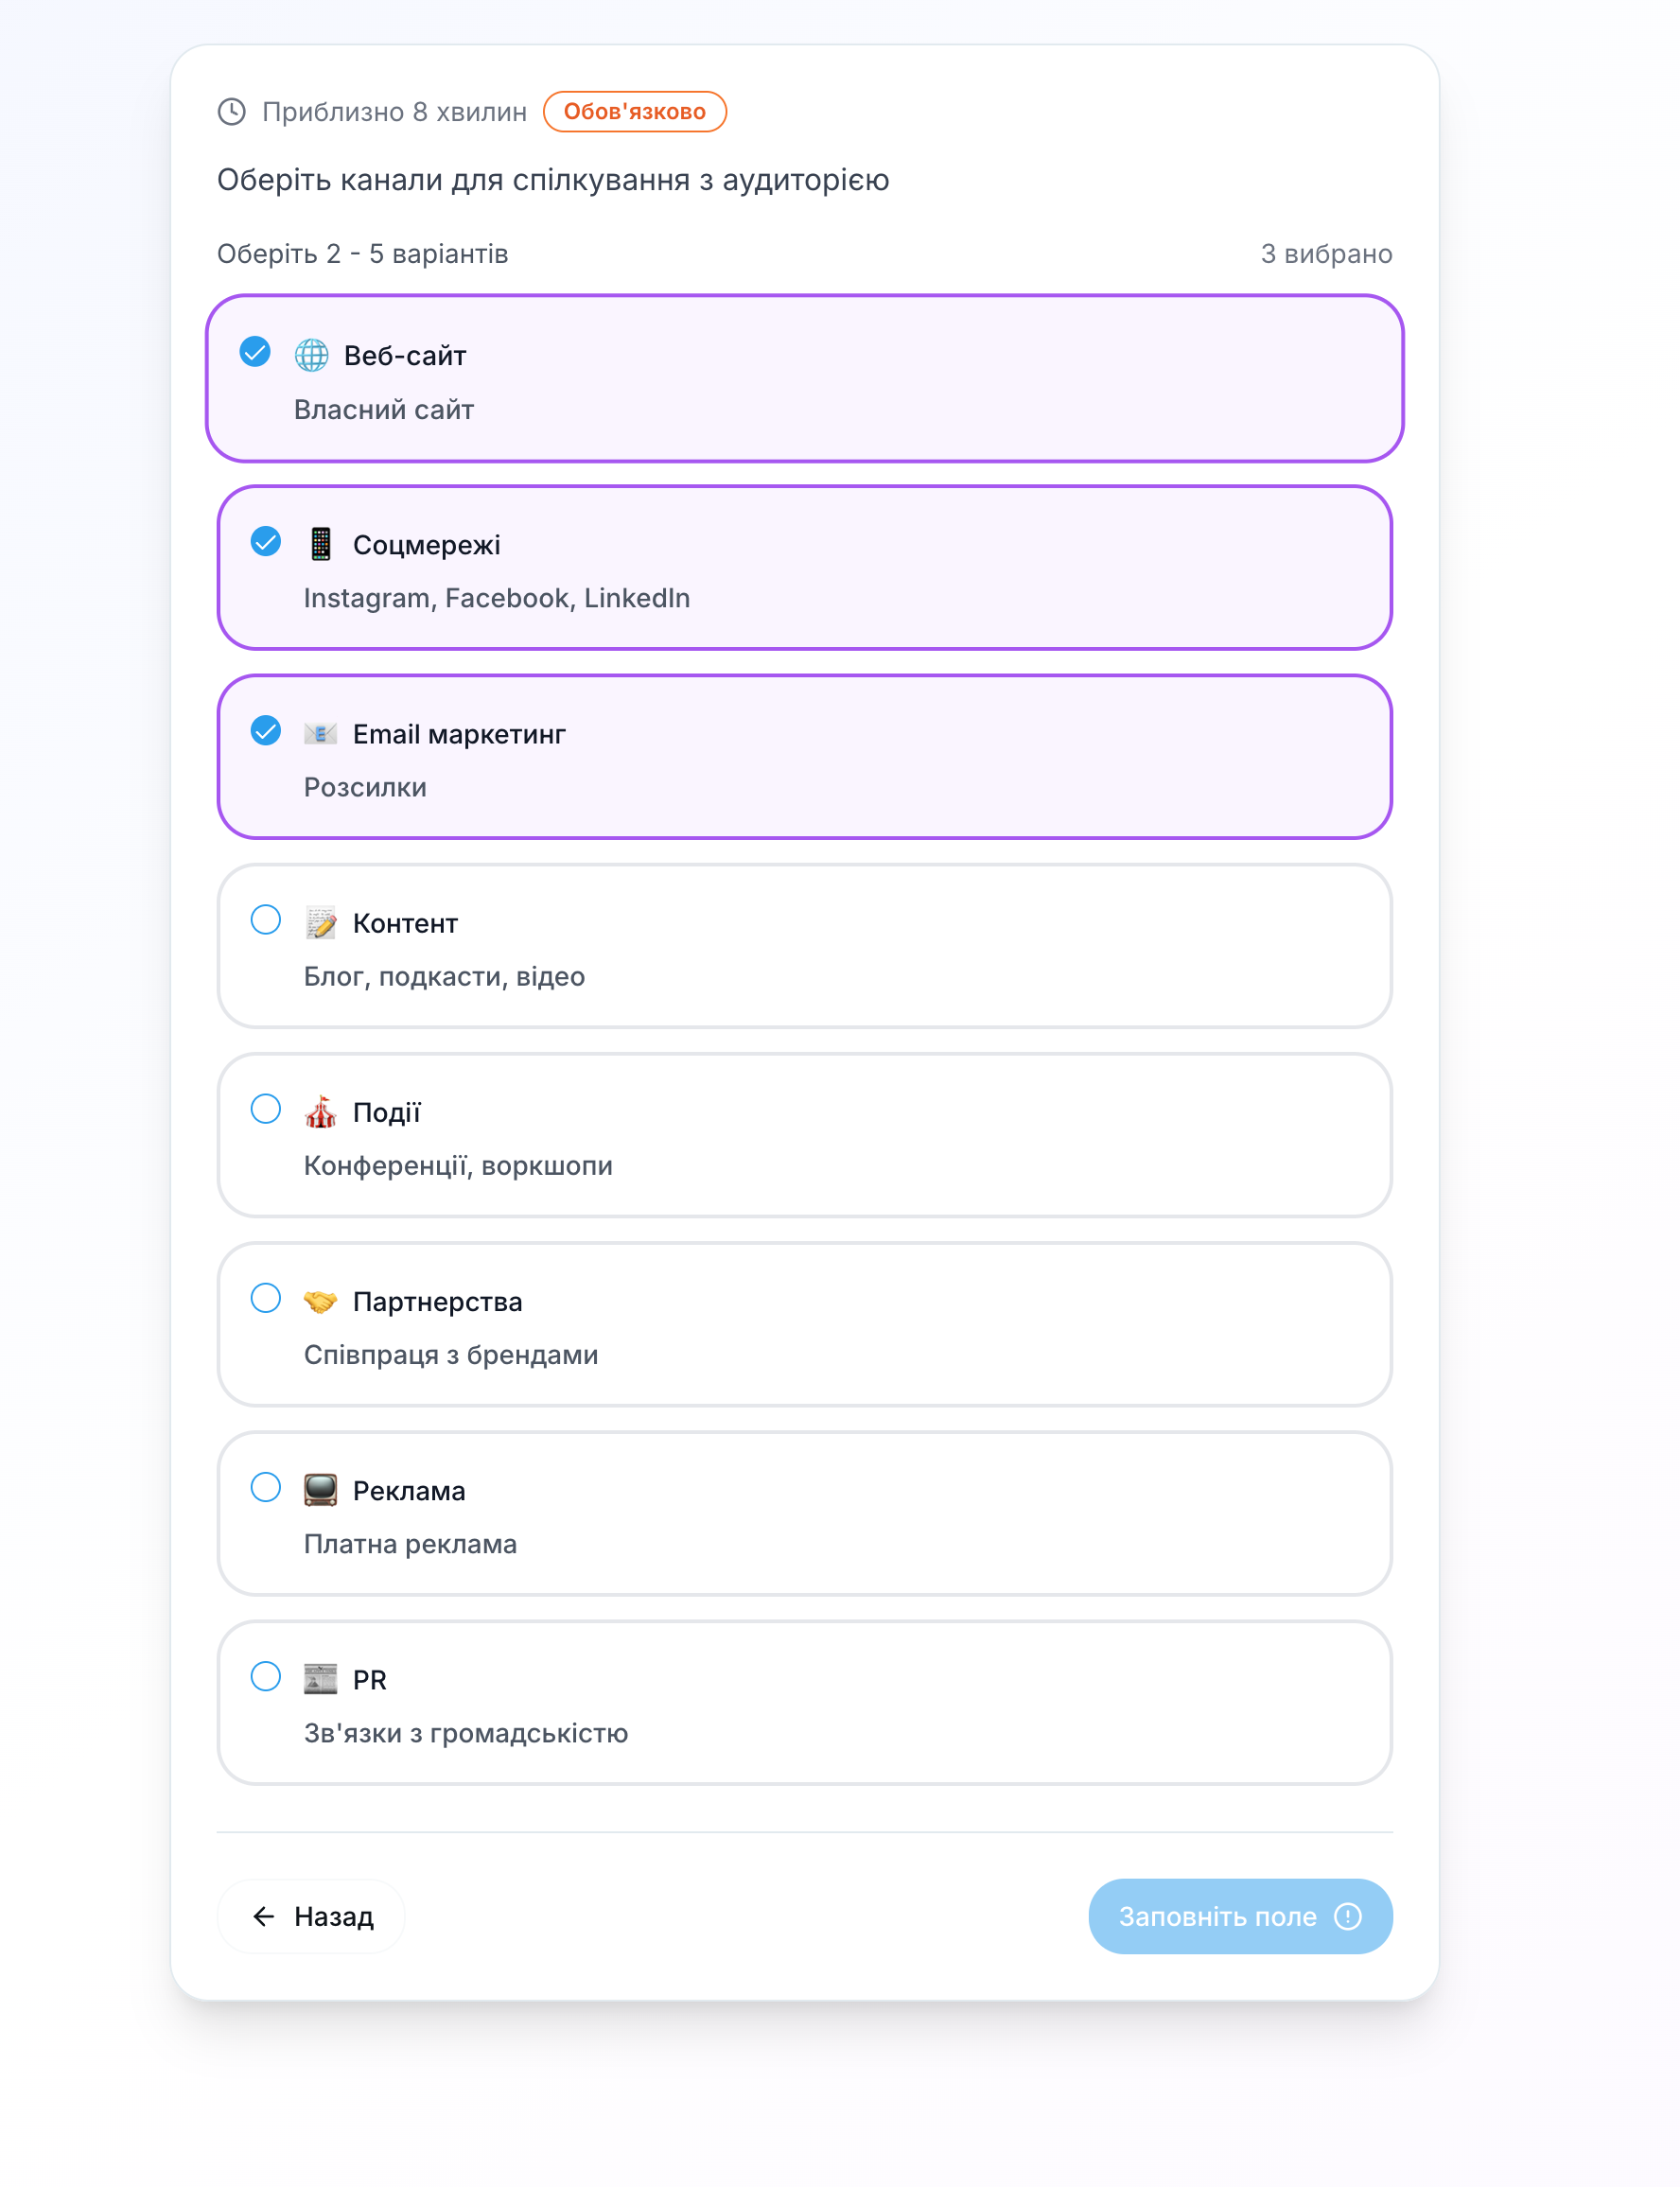 Приблизно 8 хвилин Обов'язково
Оберіть канали для спілкування з аудиторією
Оберіть 2 - 5 варіантів 3 вибрано
Веб-сайт
Власний сайт
Соцмережі
Instagram, Facebook, LinkedIn
Email маркетинг
Розсилки
Контент
Блог, подкасти, відео
Події
Конференції, воркшопи
Партнерства
Співпраця з брендами
Реклама
Платна реклама
PR
Зв'язки з громадськістю
Назад Заповніть поле